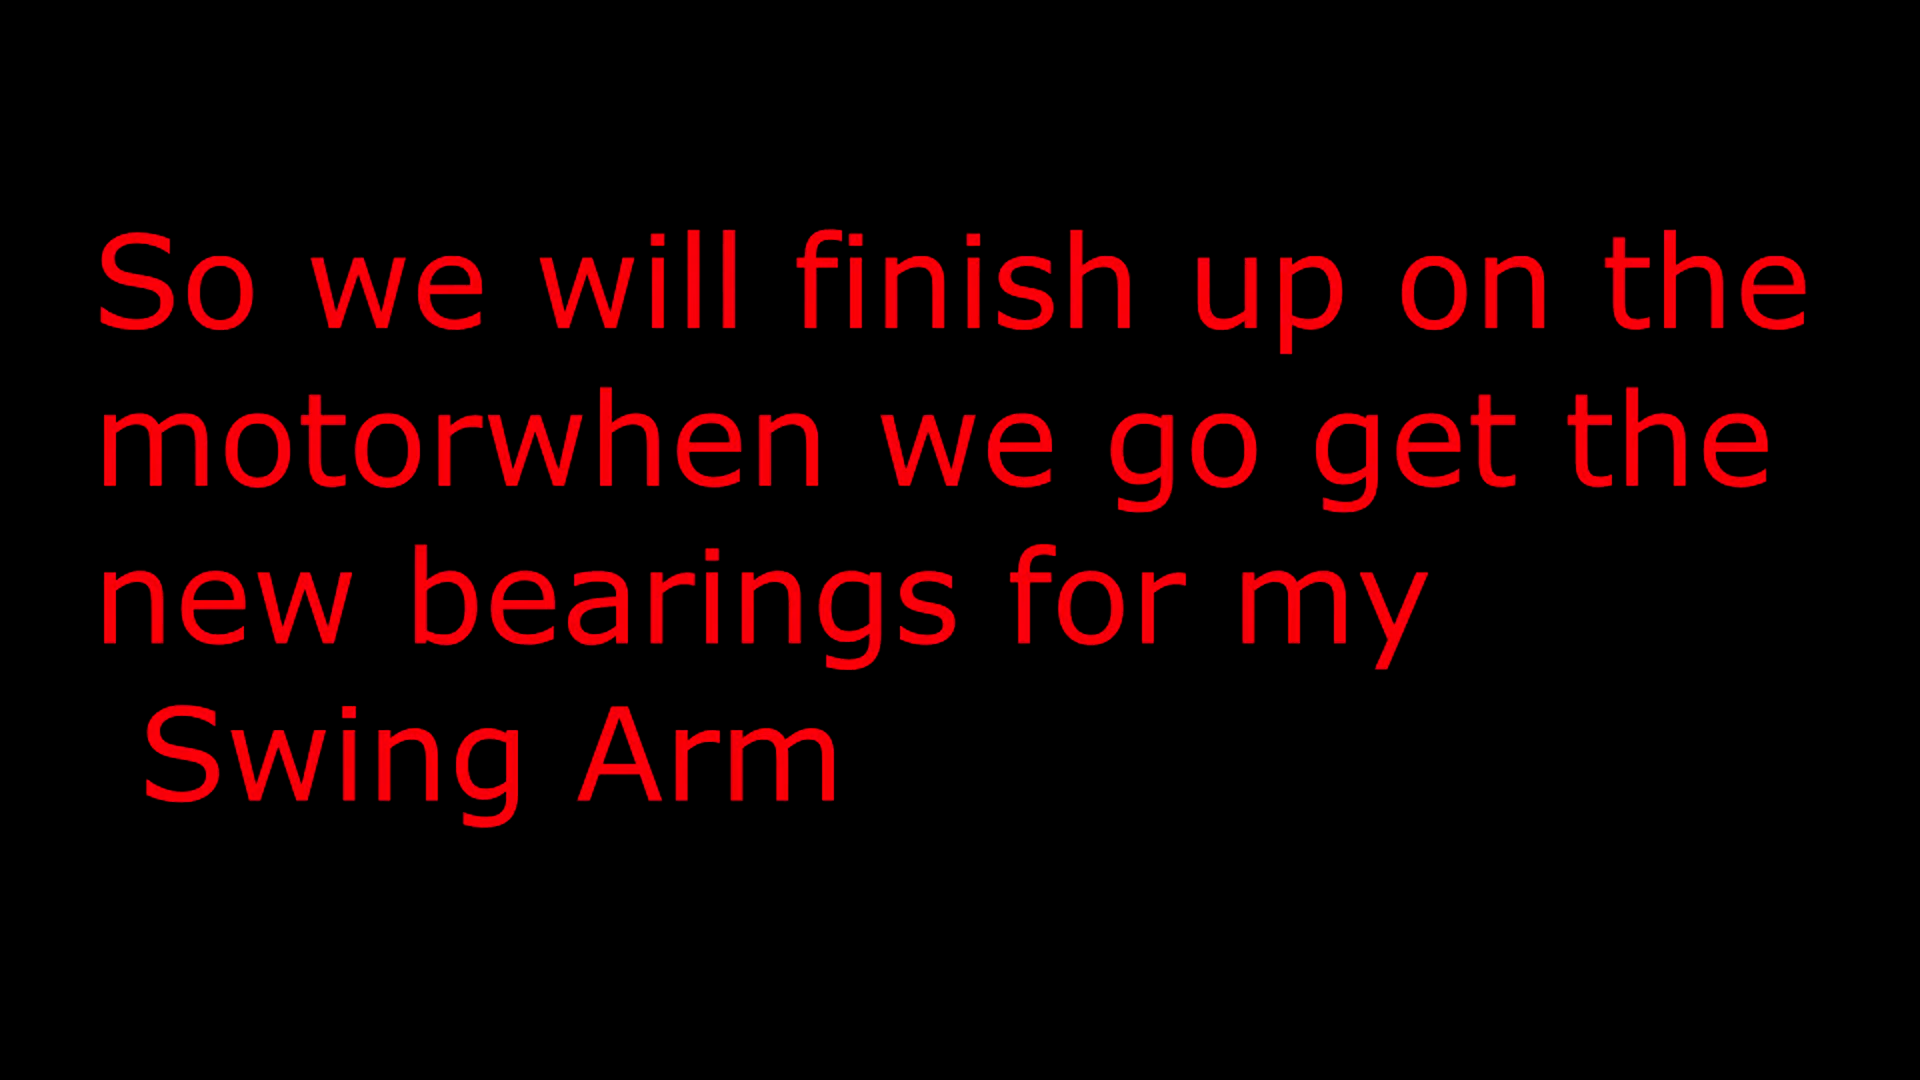 So we will finish up on the
motorwhen we go get the
new bearings for my
Swing Arm